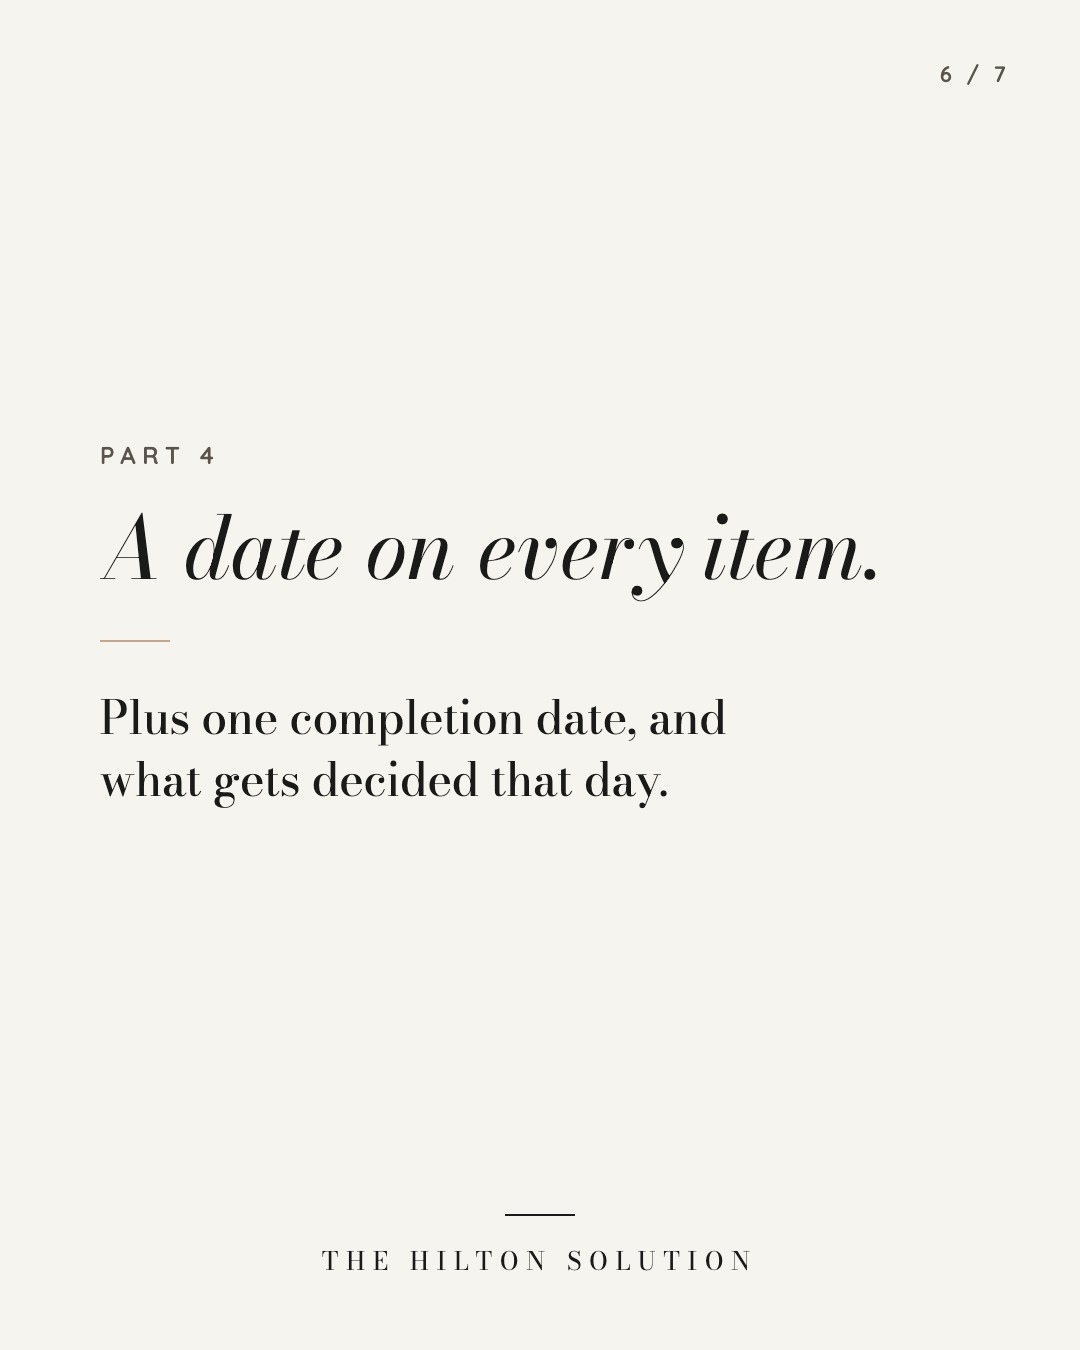 6 / 7
PART 4
A date on every item.
Plus one completion date, and
what gets decided that day.
THE HILTON SOLUTION